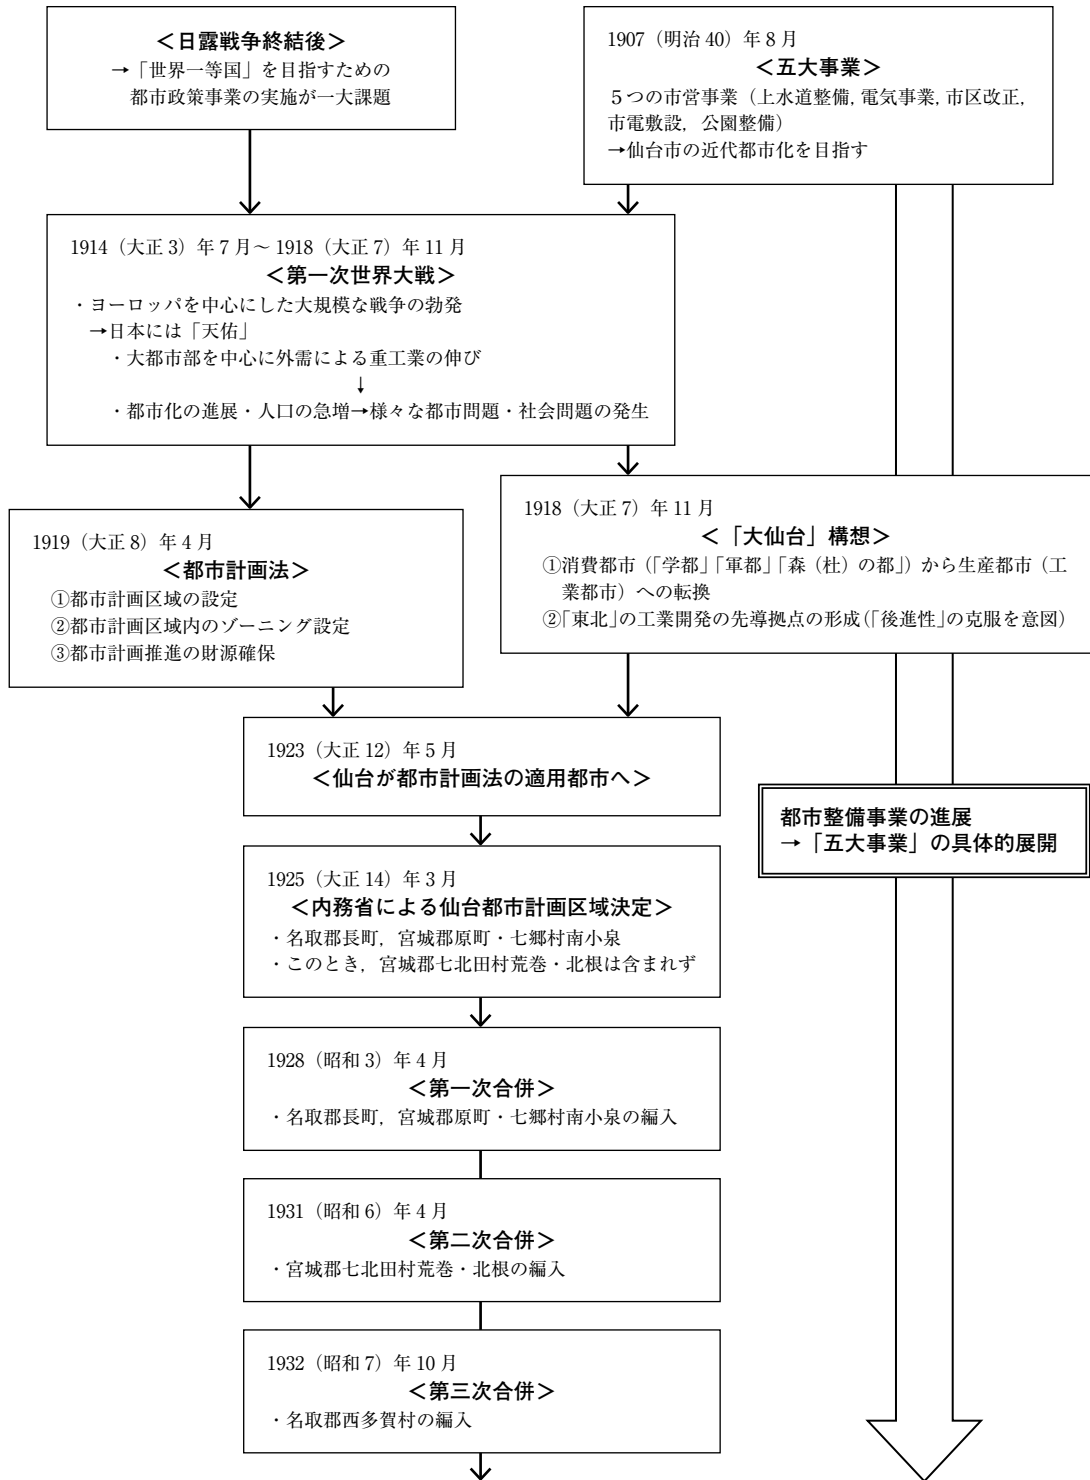 ＜日露戦争終結後＞
→「世界一等国」を目指すための
都市政策事業の実施が一大課題
1907（明治 40）年 8 月
＜五大事業＞
５つの市営事業（上水道整備, 電気事業, 市区改正,
市電敷設，公園整備）
→仙台市の近代都市化を目指す
1914（大正 3）年 7 月～ 1918（大正 7）年 11 月
＜第一次世界大戦＞
・ヨーロッパを中心にした大規模な戦争の勃発
→日本には「天佑」
・大都市部を中心に外需による重工業の伸び
↓
・都市化の進展・人口の急増→様々な都市問題・社会問題の発生
1919（大正 8）年 4 月
＜都市計画法＞
①都市計画区域の設定
②都市計画区域内のゾーニング設定
③都市計画推進の財源確保
1918（大正 7）年 11 月
＜「大仙台」構想＞
①消費都市（「学都」「軍都」「森（杜）の都」）から生産都市（工
業都市）への転換
②「東北」の工業開発の先導拠点の形成（「後進性」の克服を意図）
1923（大正 12）年 5 月
＜仙台が都市計画法の適用都市へ＞
都市整備事業の進展
→「五大事業」の具体的展開
1925（大正 14）年 3 月
＜内務省による仙台都市計画区域決定＞
・名取郡長町，宮城郡原町・七郷村南小泉
・このとき，宮城郡七北田村荒巻・北根は含まれず
1928（昭和 3）年 4 月
＜第一次合併＞
・名取郡長町，宮城郡原町・七郷村南小泉の編入
1931（昭和 6）年 4 月
＜第二次合併＞
・宮城郡七北田村荒巻・北根の編入
1932（昭和 7）年 10 月
＜第三次合併＞
・名取郡西多賀村の編入